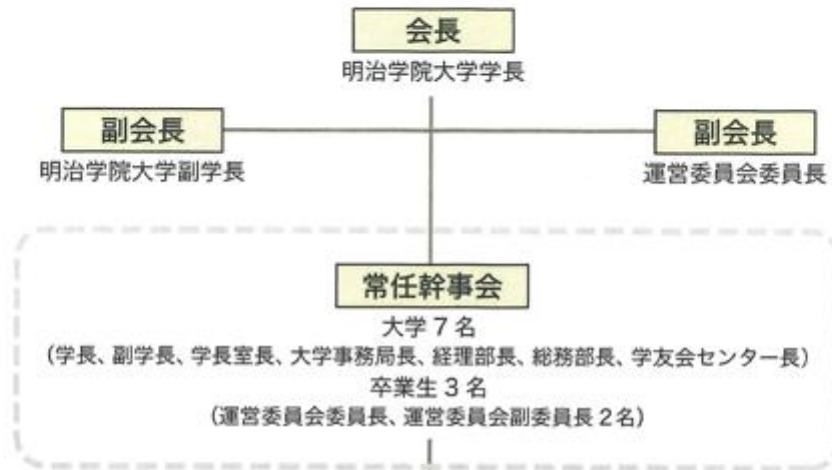 会長
明治学院大学学長
副会長
明治学院大学副学長
副会長
運営委員会委員長
常任幹事会
大学7名
(学長、副学長、学長室長、大学事務局長、経理部長、総務部長、学友会センター長)
卒業生3名
(運営委員会委員長、運営委員会副委員長2名)